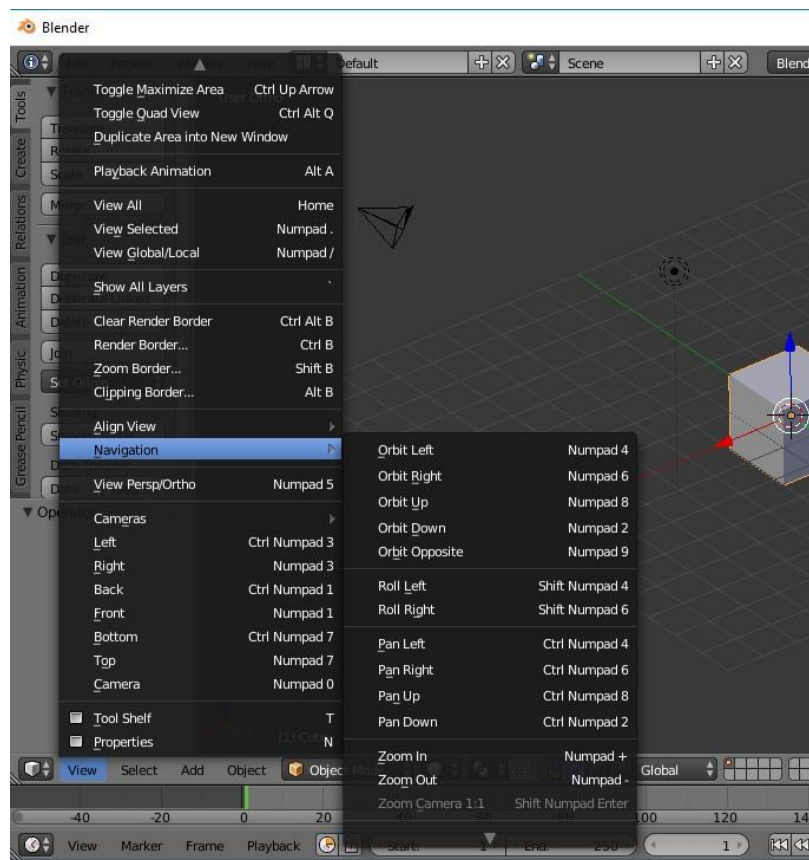 Blender
Default
Scene
Blend
Tools
Create
Relations
Animation
Physic
Grease Pencil
Toggle Maximize Area Ctrl Up Arrow
Toggle Quad View Ctrl Alt Q
Duplicate Area into New Window
Playback Animation Alt A
View All Home
View Selected Numpad .
View Global/Local Numpad /
Show All Layers `
Clear Render Border Ctrl Alt B
Render Border... Ctrl B
Zoom Border... Shift B
Clipping Border... Alt B
Align View
Navigation
View Persp/Ortho Numpad 5
Cameras
Left Ctrl Numpad 3
Right Numpad 3
Back Ctrl Numpad 1
Front Numpad 1
Bottom Ctrl Numpad 7
Top Numpad 7
Camera Numpad 0
Tool Shelf T
Properties N
Orbit Left Numpad 4
Orbit Right Numpad 6
Orbit Up Numpad 8
Orbit Down Numpad 2
Orbit Opposite Numpad 9
Roll Left Shift Numpad 4
Roll Right Shift Numpad 6
Pan Left Ctrl Numpad 4
Pan Right Ctrl Numpad 6
Pan Up Ctrl Numpad 8
Pan Down Ctrl Numpad 2
Zoom In Numpad +
Zoom Out Numpad -
Zoom Camera 1:1 Shift Numpad Enter
View Select Add Object Object Mode Global
-40 -20 0 20 100 120 14
View Marker Frame Playback Start: 1 End: 250 1